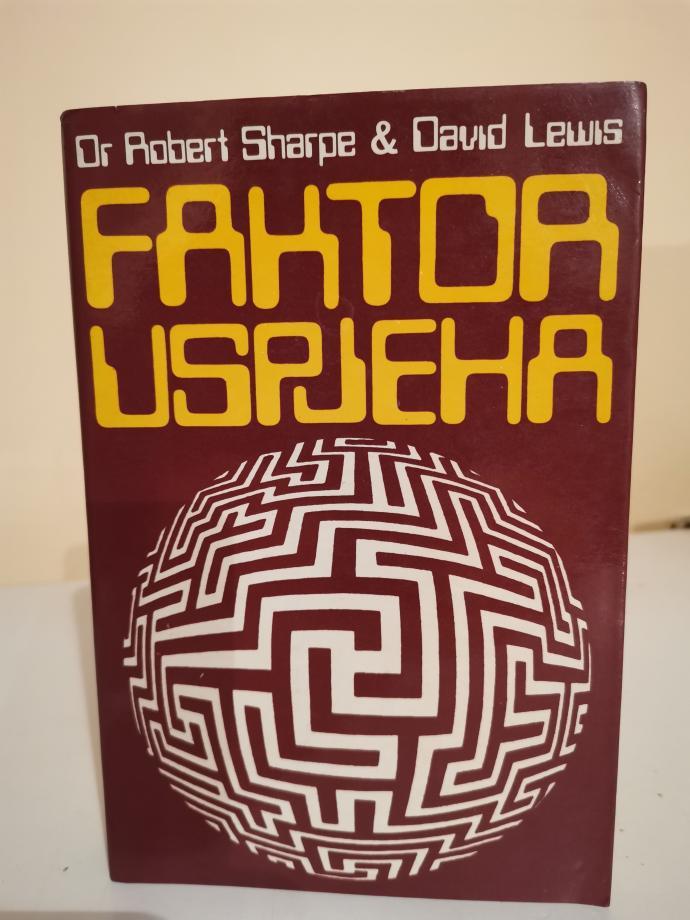 Dr Robert Sharpe & David Lewis
FAKTOR
USPJEHA